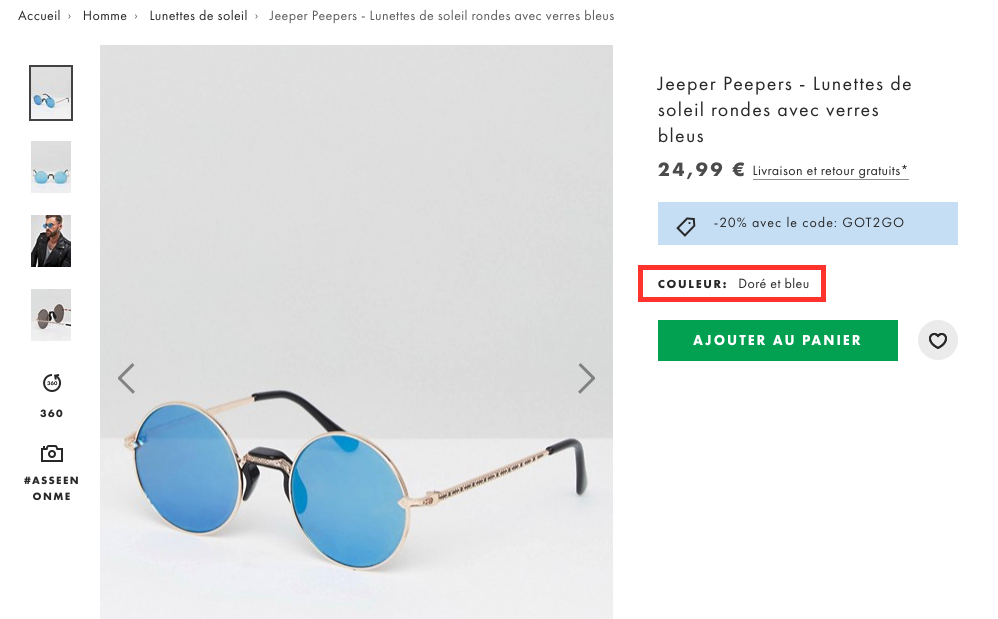 Accueil › Homme › Lunettes de soleil › Jeeper Peepers - Lunettes de soleil rondes avec verres bleus
360
360
#ASSEEN
ONME
Jeeper Peepers - Lunettes de
soleil rondes avec verres
bleus
24,99 € Livraison et retour gratuits*
-20% avec le code: GOT2GO
COULEUR: Doré et bleu
AJOUTER AU PANIER